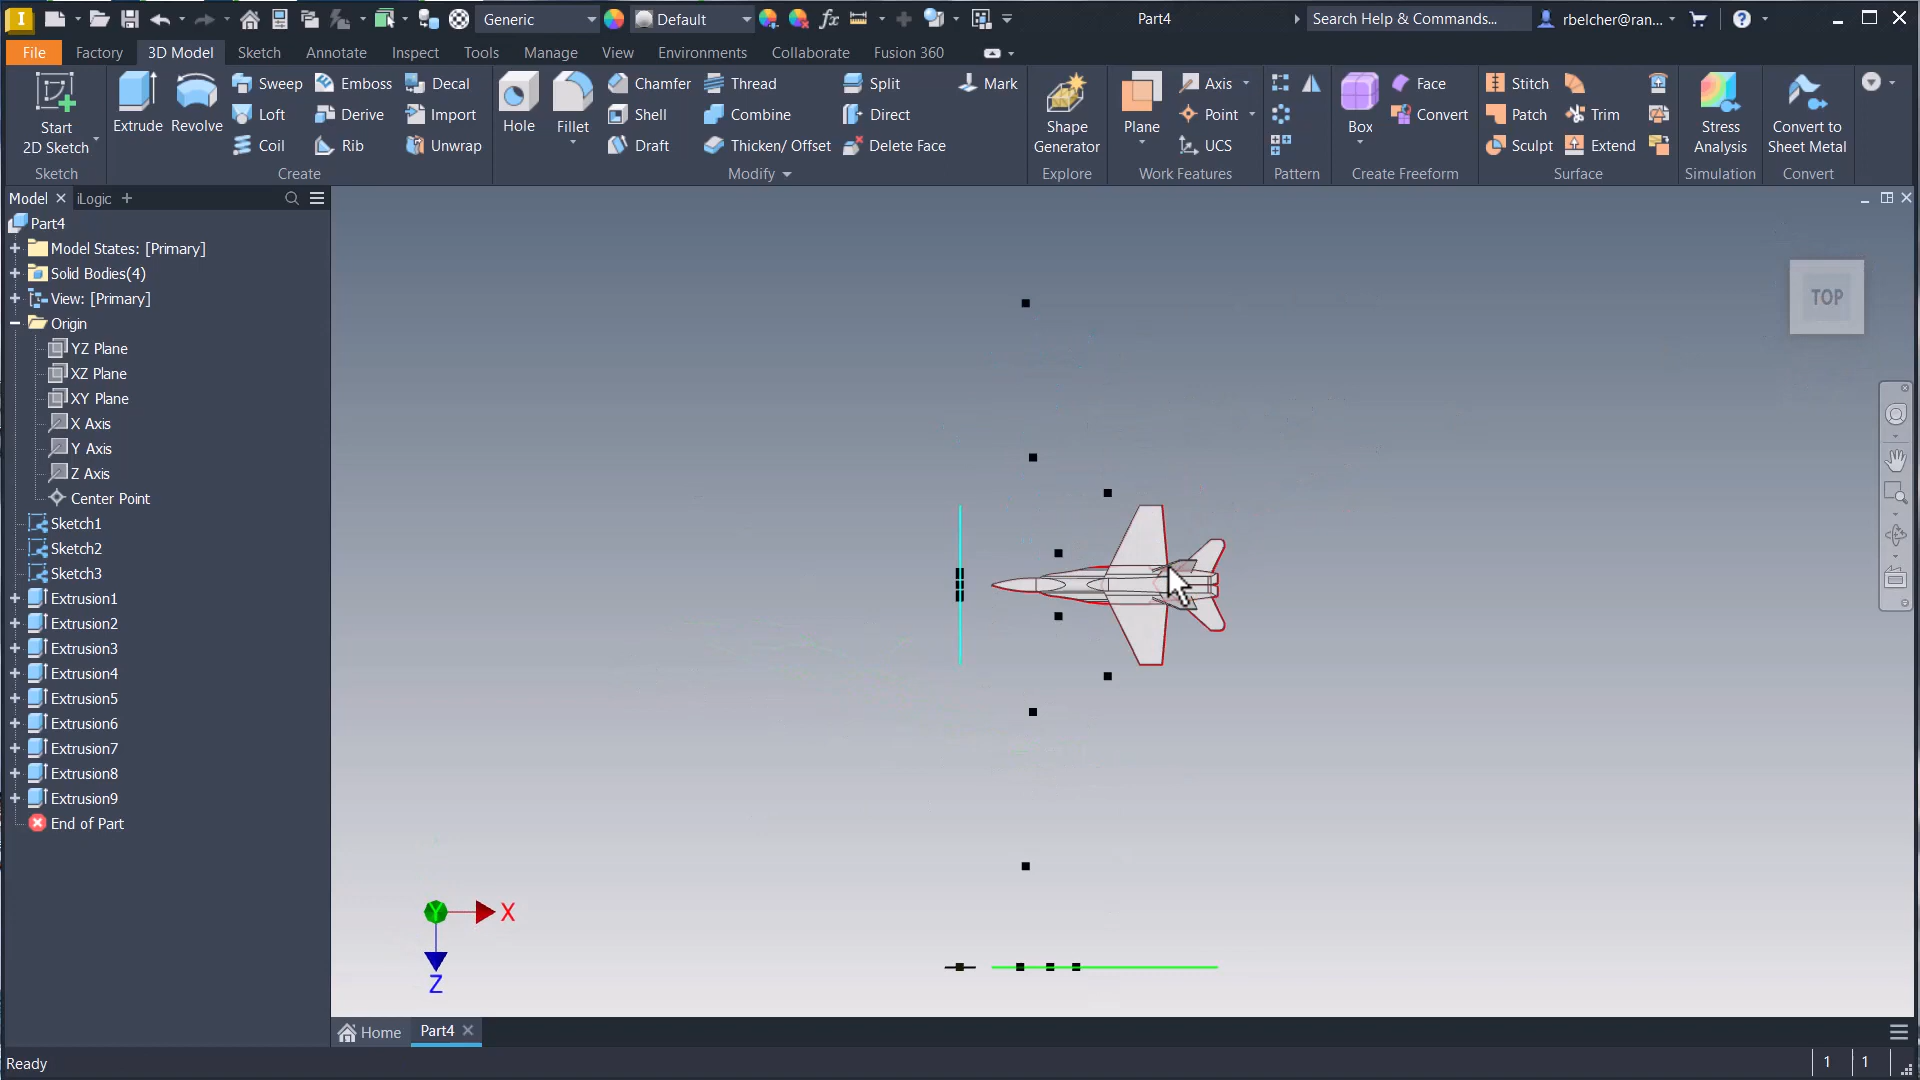 I
Generic
Default
fx
Part4
Search Help & Commands...
rbelcher@ran...
?
File
Factory
3D Model
Sketch
Annotate
Inspect
Tools
Manage
View
Environments
Collaborate
Fusion 360
Start
2D Sketch
Extrude
Revolve
Sweep
Loft
Coil
Emboss
Derive
Rib
Decal
Import
Unwrap
Hole
Fillet
Chamfer
Shell
Draft
Thread
Combine
Thicken/ Offset
Split
Direct
Delete Face
Mark
Shape
Generator
Plane
Axis
Point
UCS
Box
Face
Convert
Stitch
Patch
Sculpt
Trim
Extend
Stress
Analysis
Convert to
Sheet Metal
Sketch
Create
Modify
Explore
Work Features
Pattern
Create Freeform
Surface
Simulation
Convert
Model
iLogic
Part4
Model States: [Primary]
Solid Bodies(4)
View: [Primary]
Origin
YZ Plane
XZ Plane
XY Plane
X Axis
Y Axis
Z Axis
Center Point
Sketch1
Sketch2
Sketch3
Extrusion1
Extrusion2
Extrusion3
Extrusion4
Extrusion5
Extrusion6
Extrusion7
Extrusion8
Extrusion9
End of Part
TOP
Y
X
Z
Home
Part4
Ready
1
1